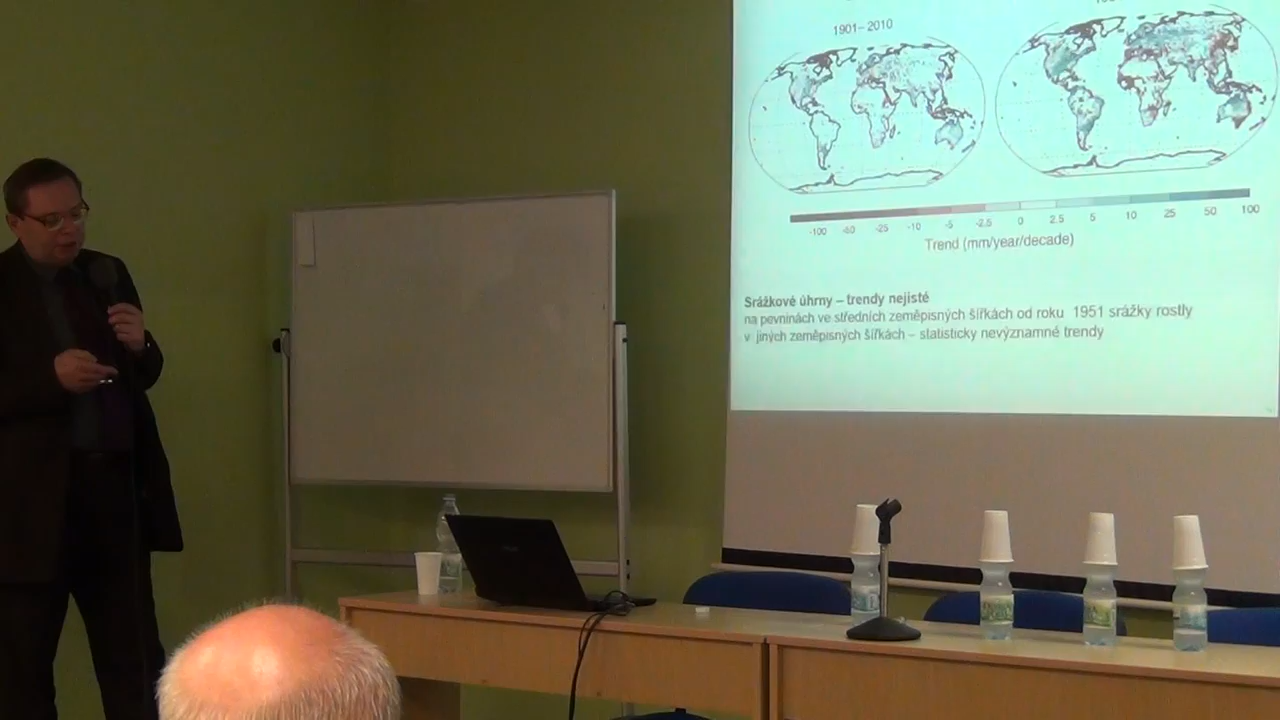 1901–2010
-100 -50 -25 -10 -5 -2.5 0 2.5 5 10 25 50 100
Trend (mm/year/decade)
Srážkové úhrny – trendy nejisté
na pevninách ve středních zeměpisných šířkách od roku 1951 srážky rostly
v jiných zeměpisných šířkách – statisticky nevýznamné trendy